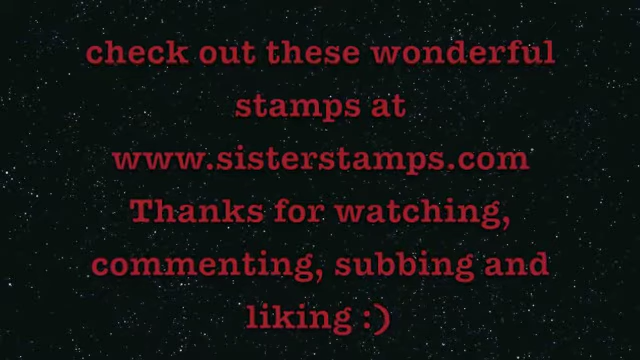 check out these wonderful
stamps at
www.sisterstamps.com
Thanks for watching,
commenting, subbing and
liking :)